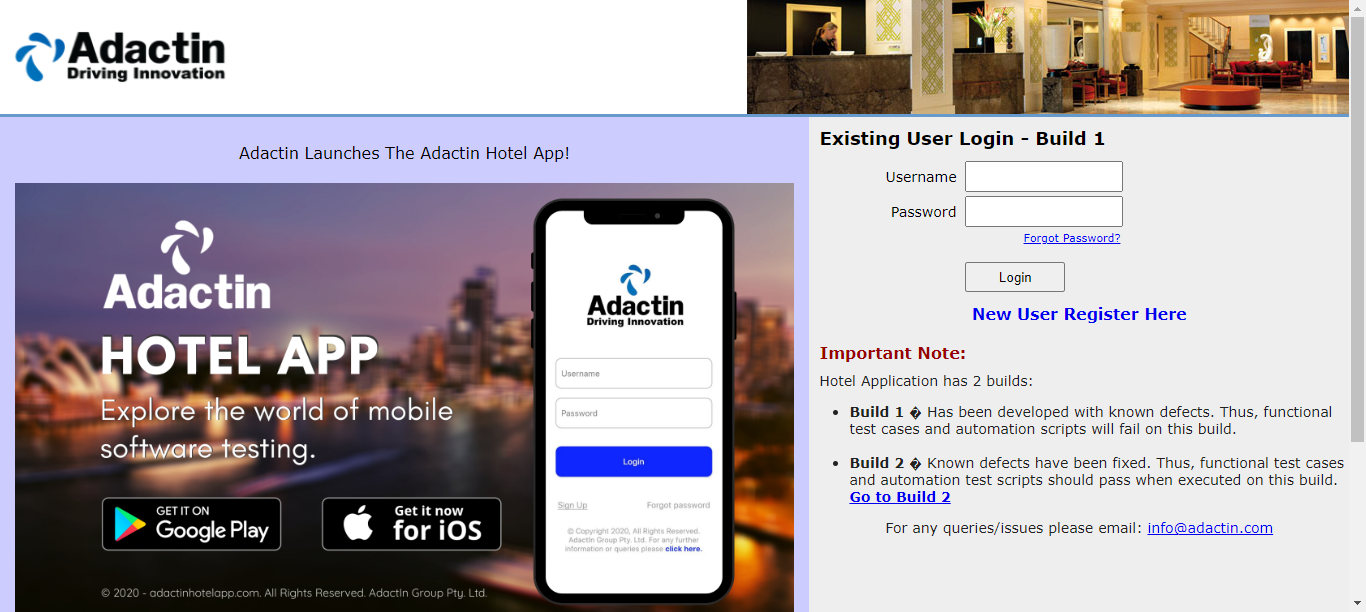 Adactin
Driving Innovation
Adactin Launches The Adactin Hotel App!
Adactin
HOTEL APP
Explore the world of mobile
software testing.
GET IT ON
Google Play
Get it now
for iOS
© 2020 - adactinhotelapp.com. All Rights Reserved. AdactIn Group Pty. Ltd.
Adactin
Driving Innovation
Username
Password
Login
Sign Up Forgot password
© Copyright 2020, All Rights Reserved.
AdactIn Group Pty. Ltd. For any further
information or queries please click here.
Existing User Login - Build 1
Username
Password
Forgot Password?
Login
New User Register Here
Important Note:
Hotel Application has 2 builds:
• Build 1 � Has been developed with known defects. Thus, functional
test cases and automation scripts will fail on this build.
• Build 2 � Known defects have been fixed. Thus, functional test cases
and automation test scripts should pass when executed on this build.
Go to Build 2
For any queries/issues please email: info@adactin.com